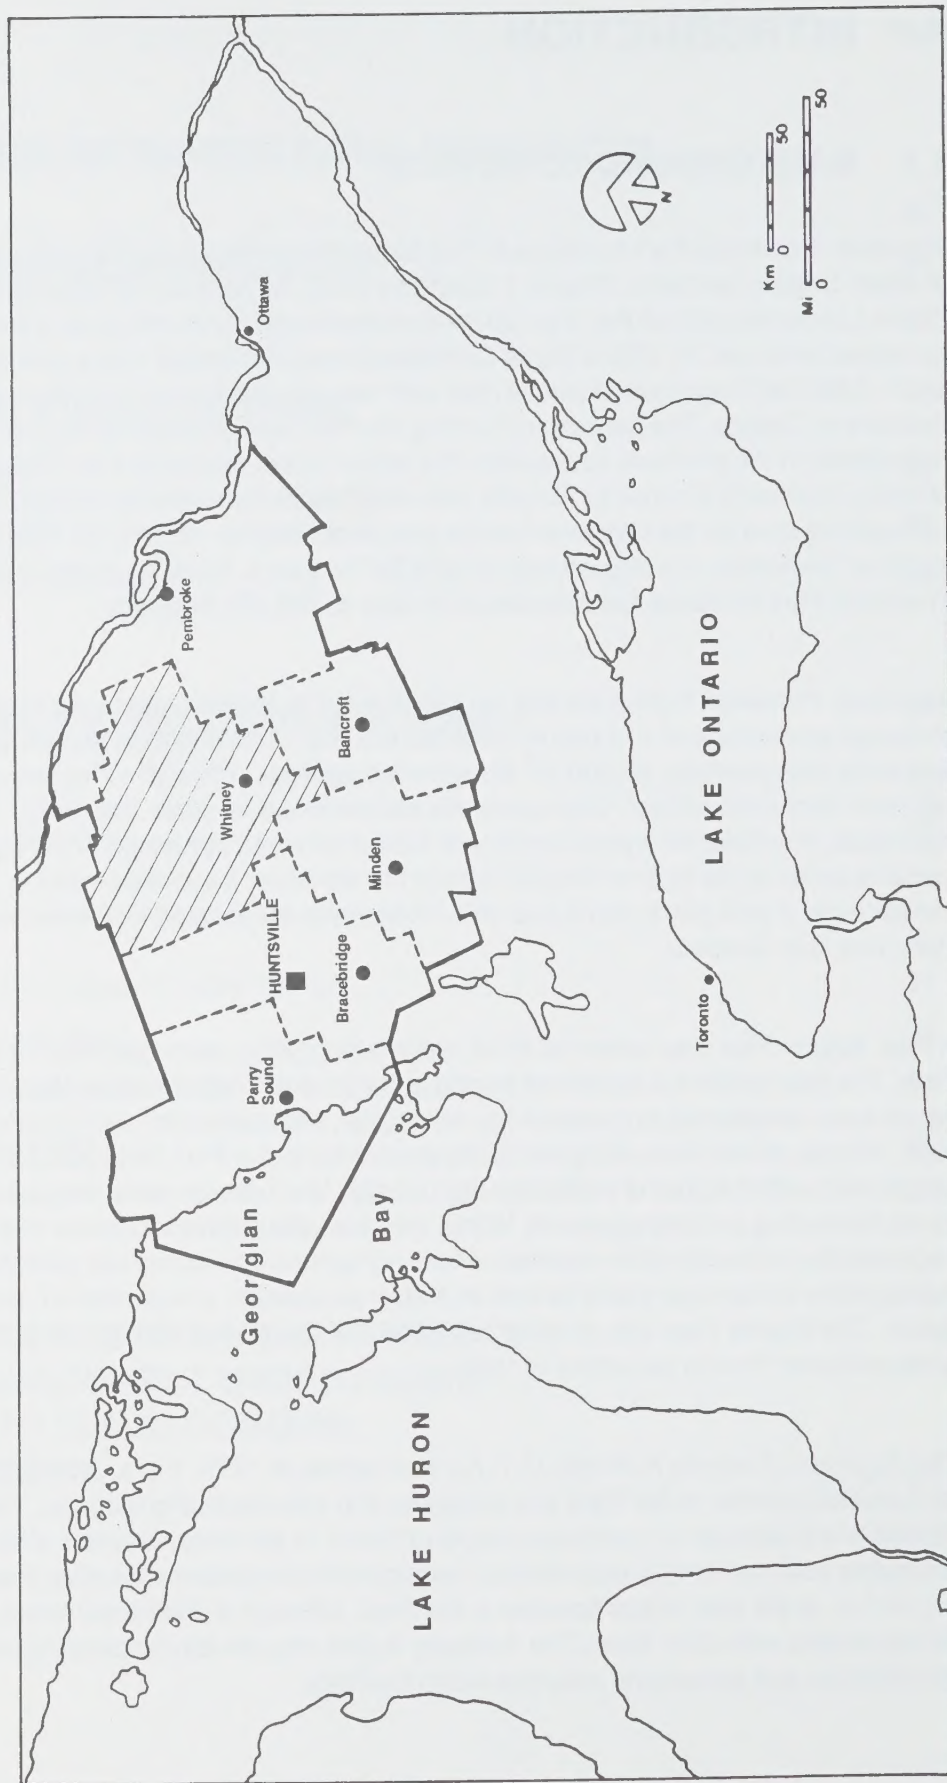 Ottawa
Pembroke
Whitney
Bancroft
HUNTSVILLE
Minden
Bracebridge
Parry
Sound
Georgian
Bay
LAKE HURON
LAKE ONTARIO
Toronto
N
Km 0 50
Mi 0 50